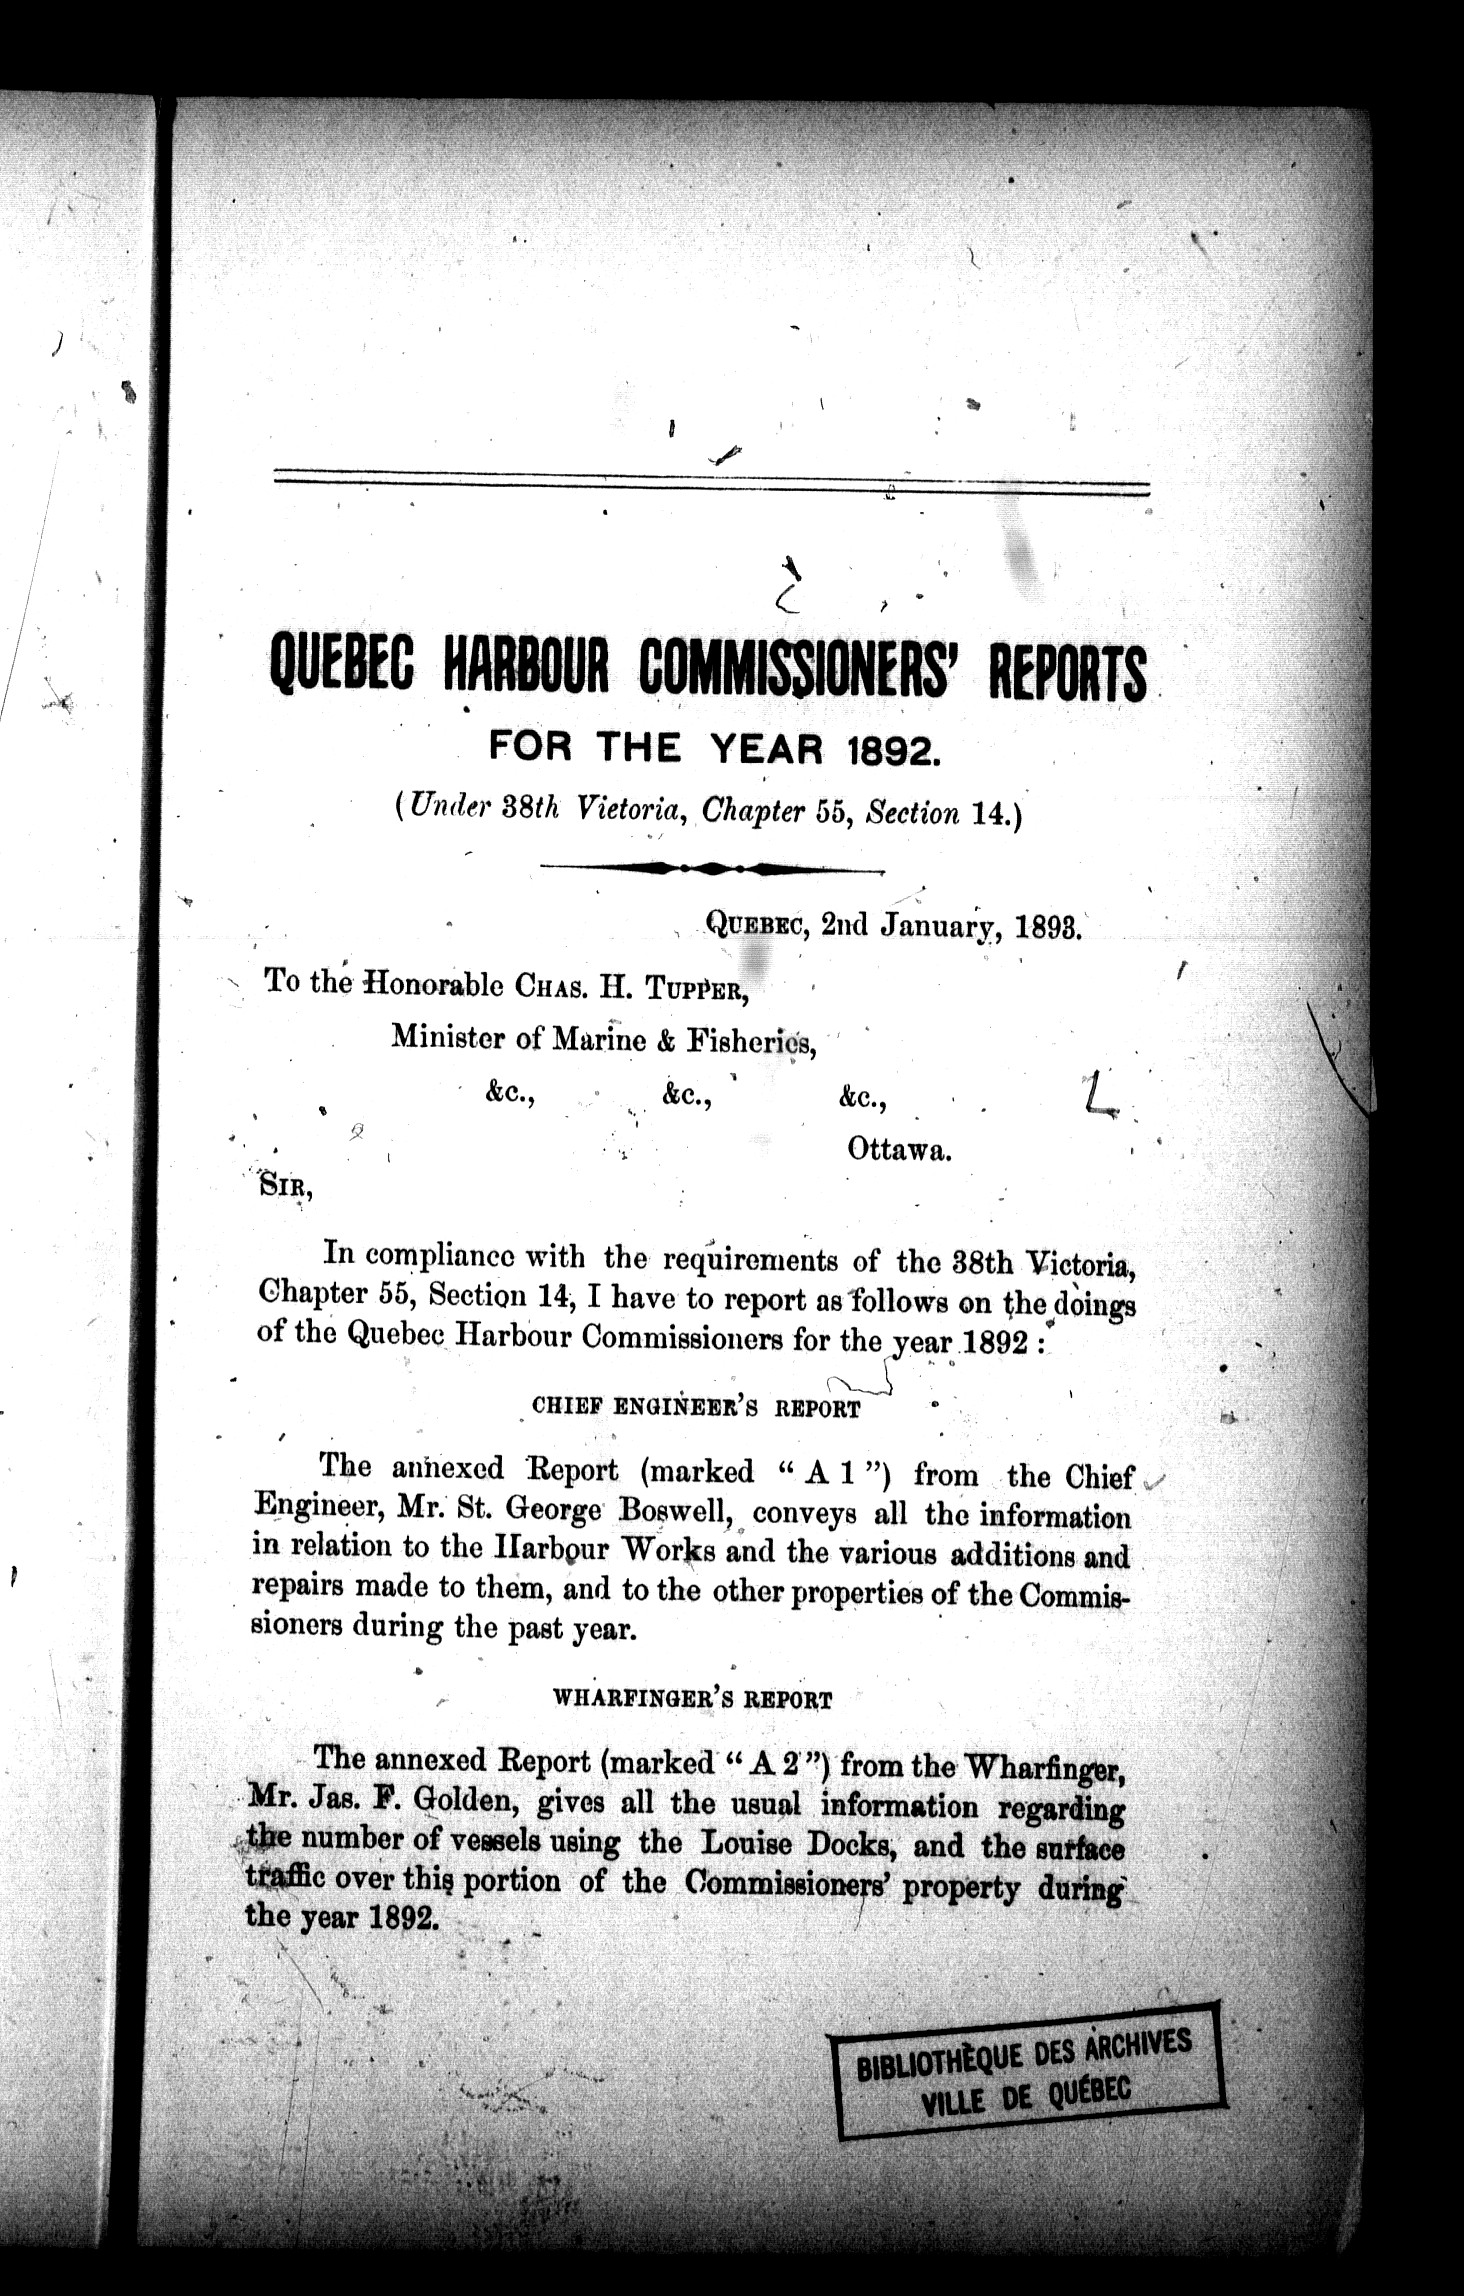 QUEBEC HARBOUR COMMISSIONERS' REPORTS
FOR THE YEAR 1892.
(Under 38th Victoria, Chapter 55, Section 14.)
QUEBEC, 2nd January, 1893.
To the Honorable CHAS. H. TUPPER,
Minister of Marine & Fisheries,
&c., &c., &c.,
Ottawa.
SIR,
In compliance with the requirements of the 38th Victoria,
Chapter 55, Section 14, I have to report as follows on the doings
of the Quebec Harbour Commissioners for the year 1892 :
CHIEF ENGINEER'S REPORT
The annexed Report (marked " A 1 ") from the Chief
Engineer, Mr. St. George Boswell, conveys all the information
in relation to the Harbour Works and the various additions and
repairs made to them, and to the other properties of the Commis-
sioners during the past year.
WHARFINGER'S REPORT
The annexed Report (marked " A 2 ") from the Wharfinger,
Mr. Jas. F. Golden, gives all the usual information regarding
the number of vessels using the Louise Docks, and the surface
traffic over this portion of the Commissioners' property during
the year 1892.
BIBLIOTHÈQUE DES ARCHIVES
VILLE DE QUÉBEC